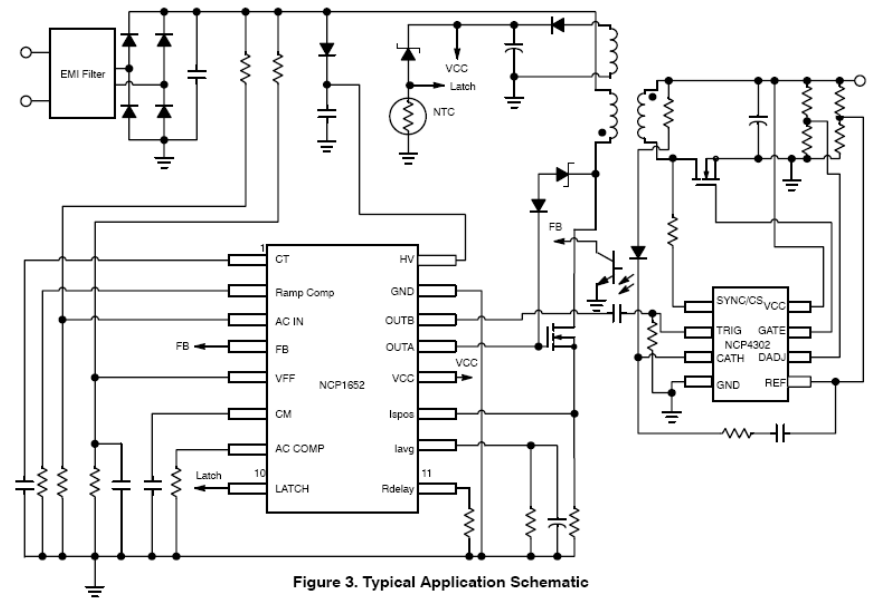 EMI Filter
VCC
Latch
NTC
FB
1
CT
HV
Ramp Comp
GND
AC IN
OUTB
FB
FB
OUTA
VFF
NCP1652
VCC
VCC
CM
Ispos
AC COMP
Iavg
Latch
10
LATCH
11
Rdelay
SYNC/CS
VCC
TRIG
GATE
NCP4302
CATH
DADJ
GND
REF
Figure 3. Typical Application Schematic